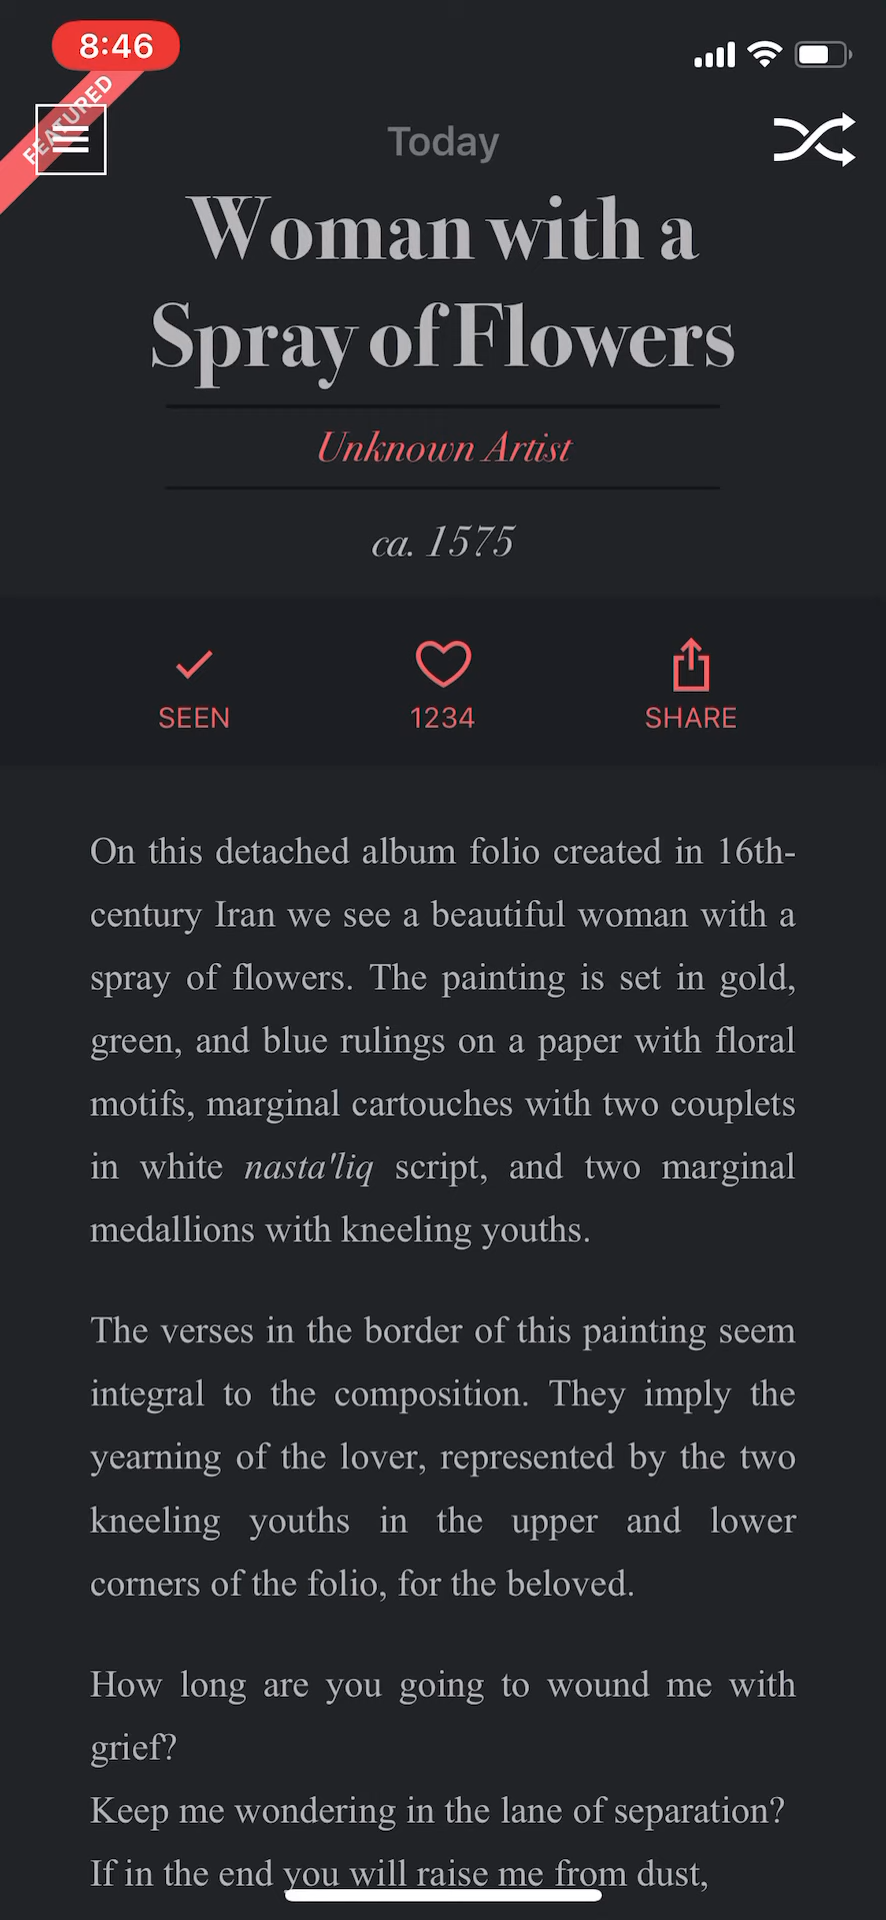 8:46
FEATURED
Today
Woman with a
Spray of Flowers
Unknown Artist
ca. 1575
SEEN
1234
SHARE
On this detached album folio created in 16th-
century Iran we see a beautiful woman with a
spray of flowers. The painting is set in gold,
green, and blue rulings on a paper with floral
motifs, marginal cartouches with two couplets
in white nasta'liq script, and two marginal
medallions with kneeling youths.
The verses in the border of this painting seem
integral to the composition. They imply the
yearning of the lover, represented by the two
kneeling youths in the upper and lower
corners of the folio, for the beloved.
How long are you going to wound me with
grief?
Keep me wondering in the lane of separation?
If in the end you will raise me from dust,